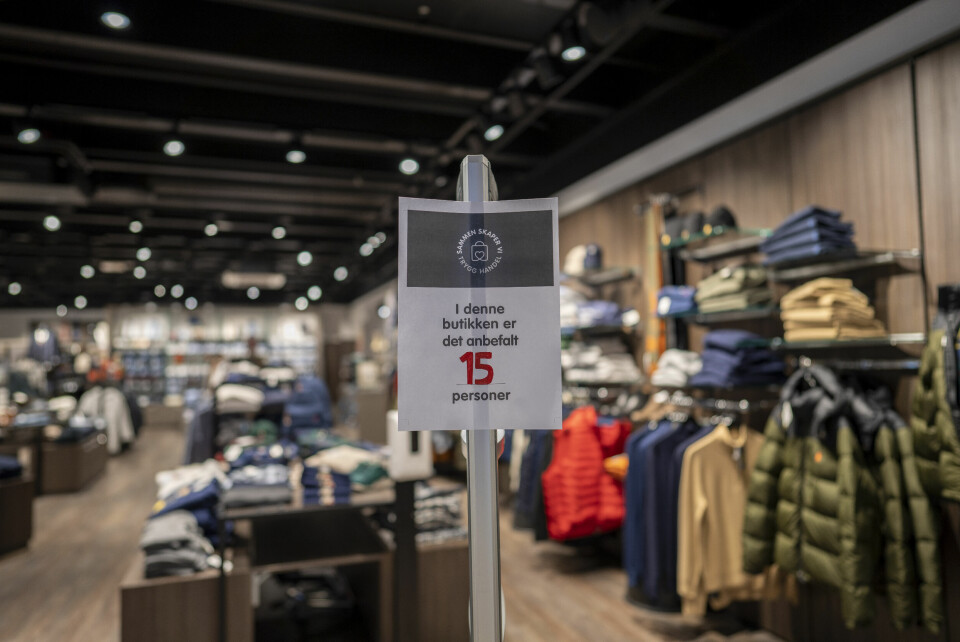 SAMMEN SKAPER VI
TRYGG HANDEL
I denne
butikken er
det anbefalt
15
personer